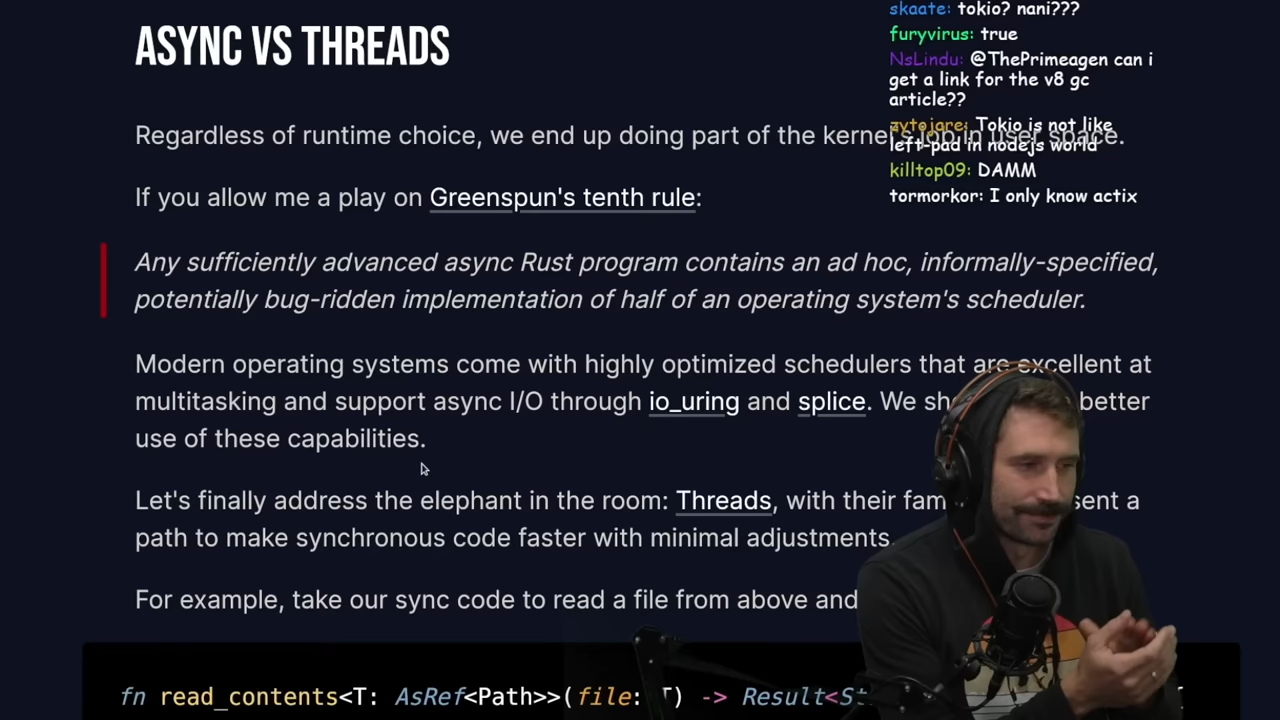 ASYNC VS THREADS
Regardless of runtime choice, we end up doing part of the kernel's job in user space.
If you allow me a play on Greenspun's tenth rule:
Any sufficiently advanced async Rust program contains an ad hoc, informally-specified,
potentially bug-ridden implementation of half of an operating system's scheduler.
Modern operating systems come with highly optimized schedulers that are excellent at
multitasking and support async I/O through io_uring and splice. We better
use of these capabilities.
Let's finally address the elephant in the room: Threads, with their a
path to make synchronous code faster with minimal adjustments.
For example, take our sync code to read a file from above and
fn read_contents<T: AsRef<Path>>(file: T) -> Result<St
skaate: tokio? nani???
furyvirus: true
NsLindu: @ThePrimeagen can i
get a link for the v8 gc
article??
zytojare: Tokio is not like
left-pad in nodejs world
killtop09: DAMM
tormorkor: I only know actix